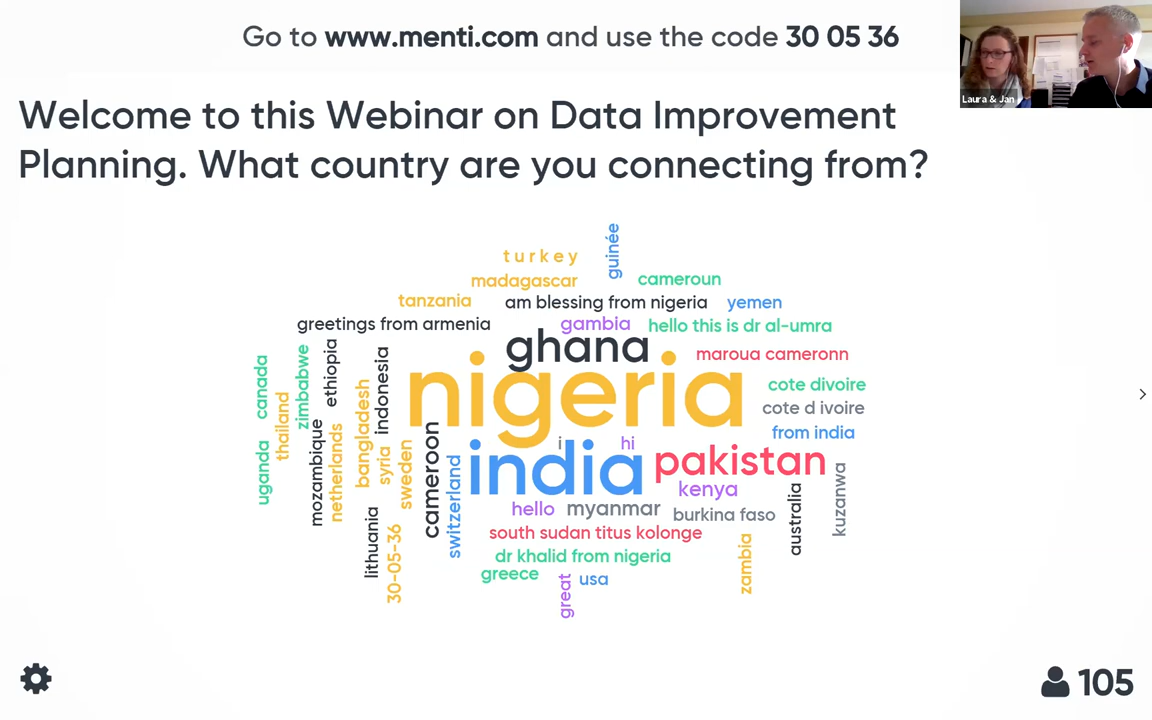 Go to www.menti.com and use the code 30 05 36
Laura & Jan
Welcome to this Webinar on Data Improvement
Planning. What country are you connecting from?
guinée
turkey
madagascar
cameroun
tanzania
am blessing from nigeria
yemen
greetings from armenia
gambia
hello this is dr al-umra
ghana
maroua cameronn
nigeria
cote divoire
cote d ivoire
from india
canada
zimbabwe
ethiopia
indonesia
thailand
bangladesh
i
hi
india
pakistan
uganda
mozambique
netherlands
syria
sweden
cameroon
switzerland
kenya
kuzanwa
hello
myanmar
burkina faso
australia
south sudan titus kolonge
lithuania
30-05-36
dr khalid from nigeria
zambia
greece
great
usa
105